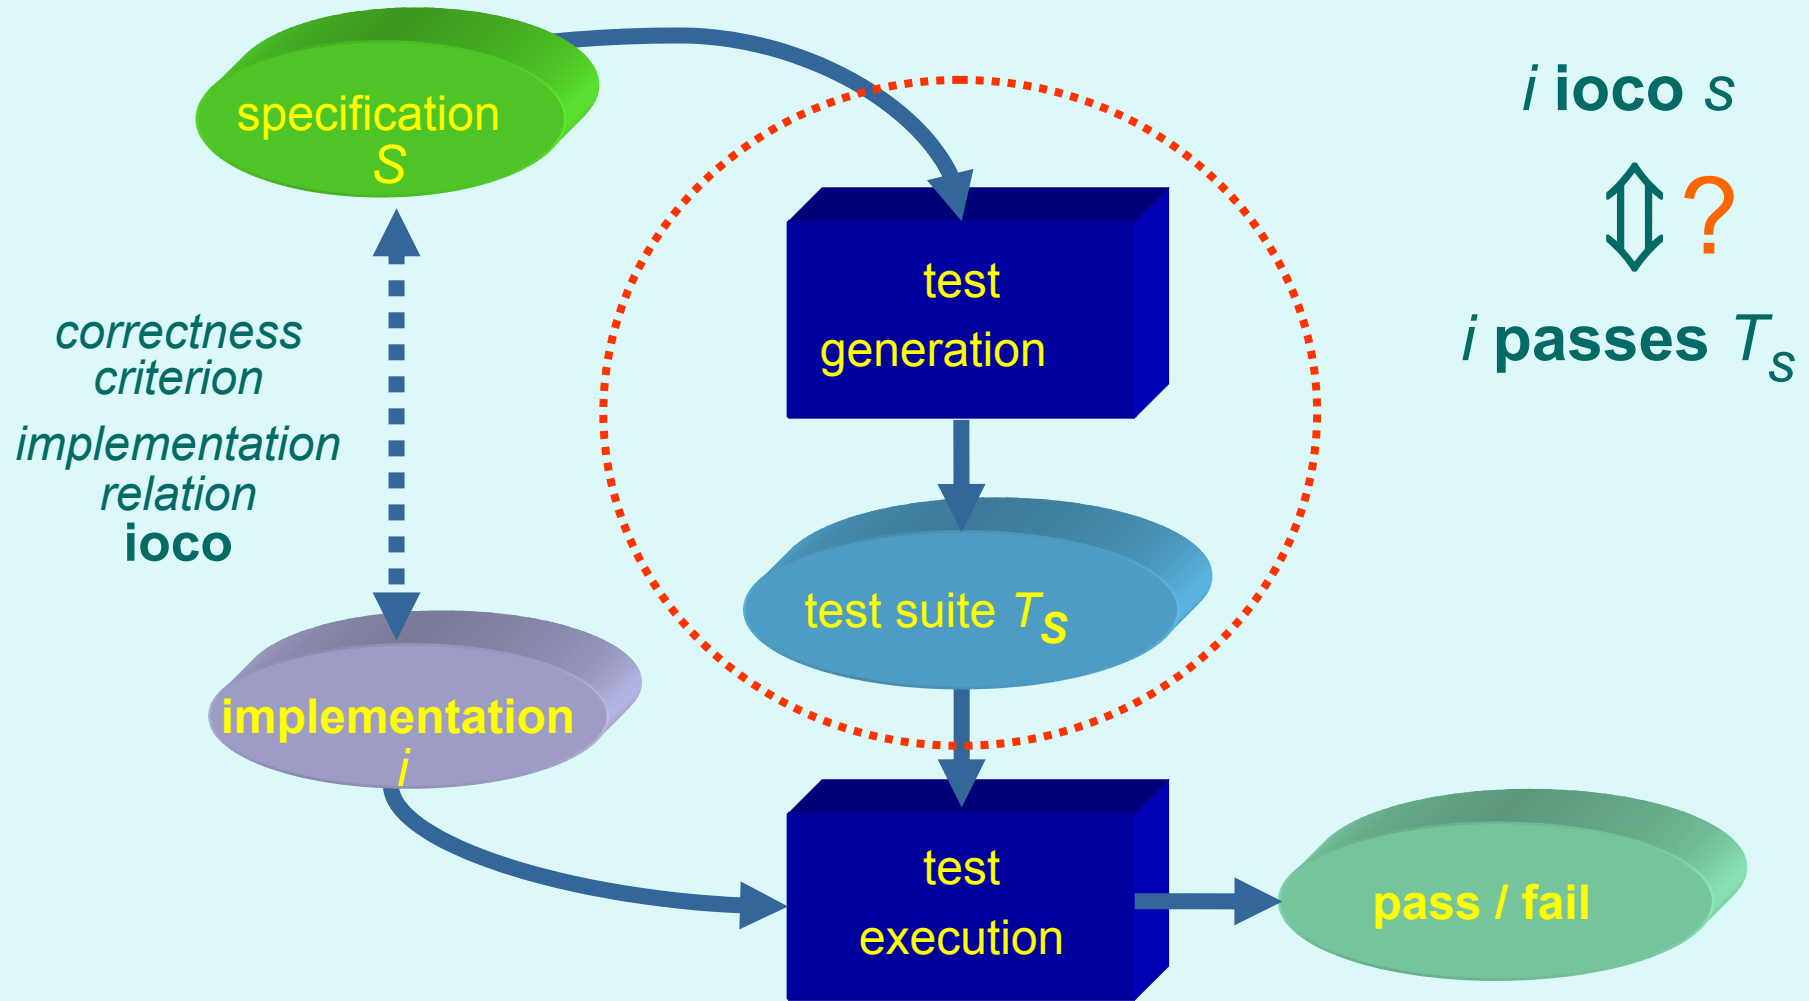 specification
S
correctness
criterion
implementation
relation
ioco
implementation
i
test
generation
test suite Ts
test
execution
pass / fail
i ioco s
⇕ ?
i passes Ts